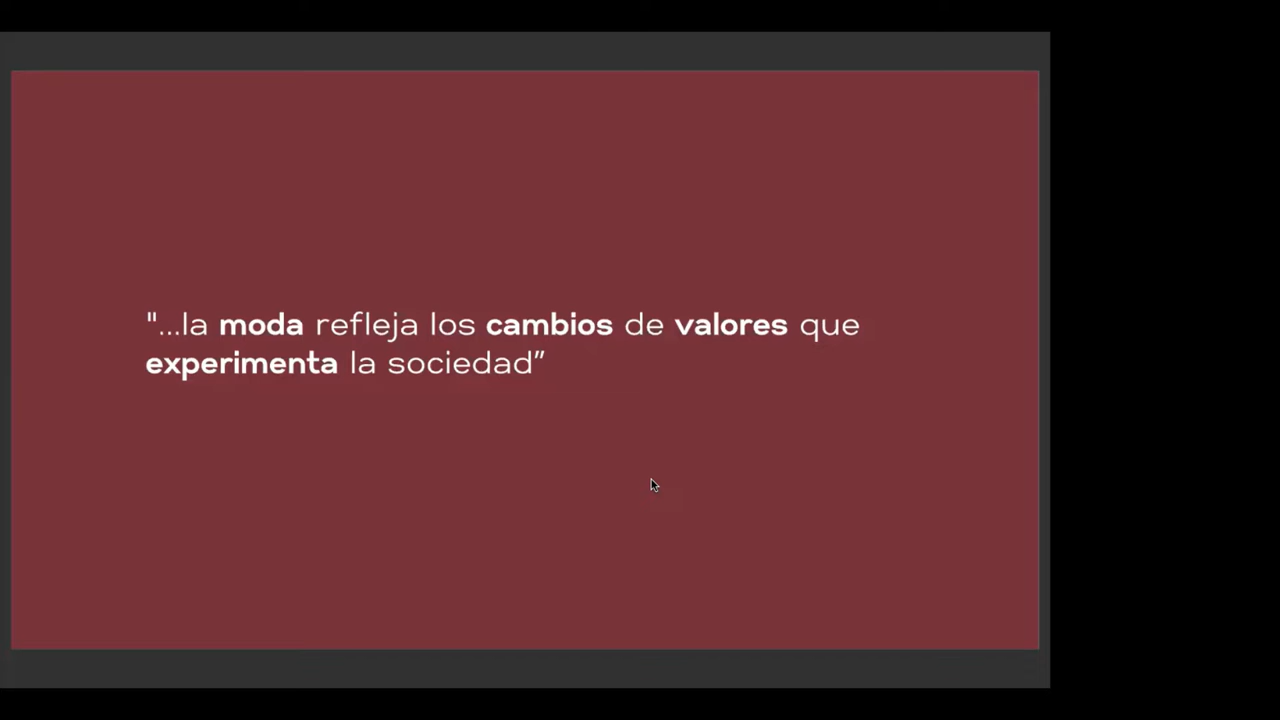 "...la moda refleja los cambios de valores que
experimenta la sociedad”